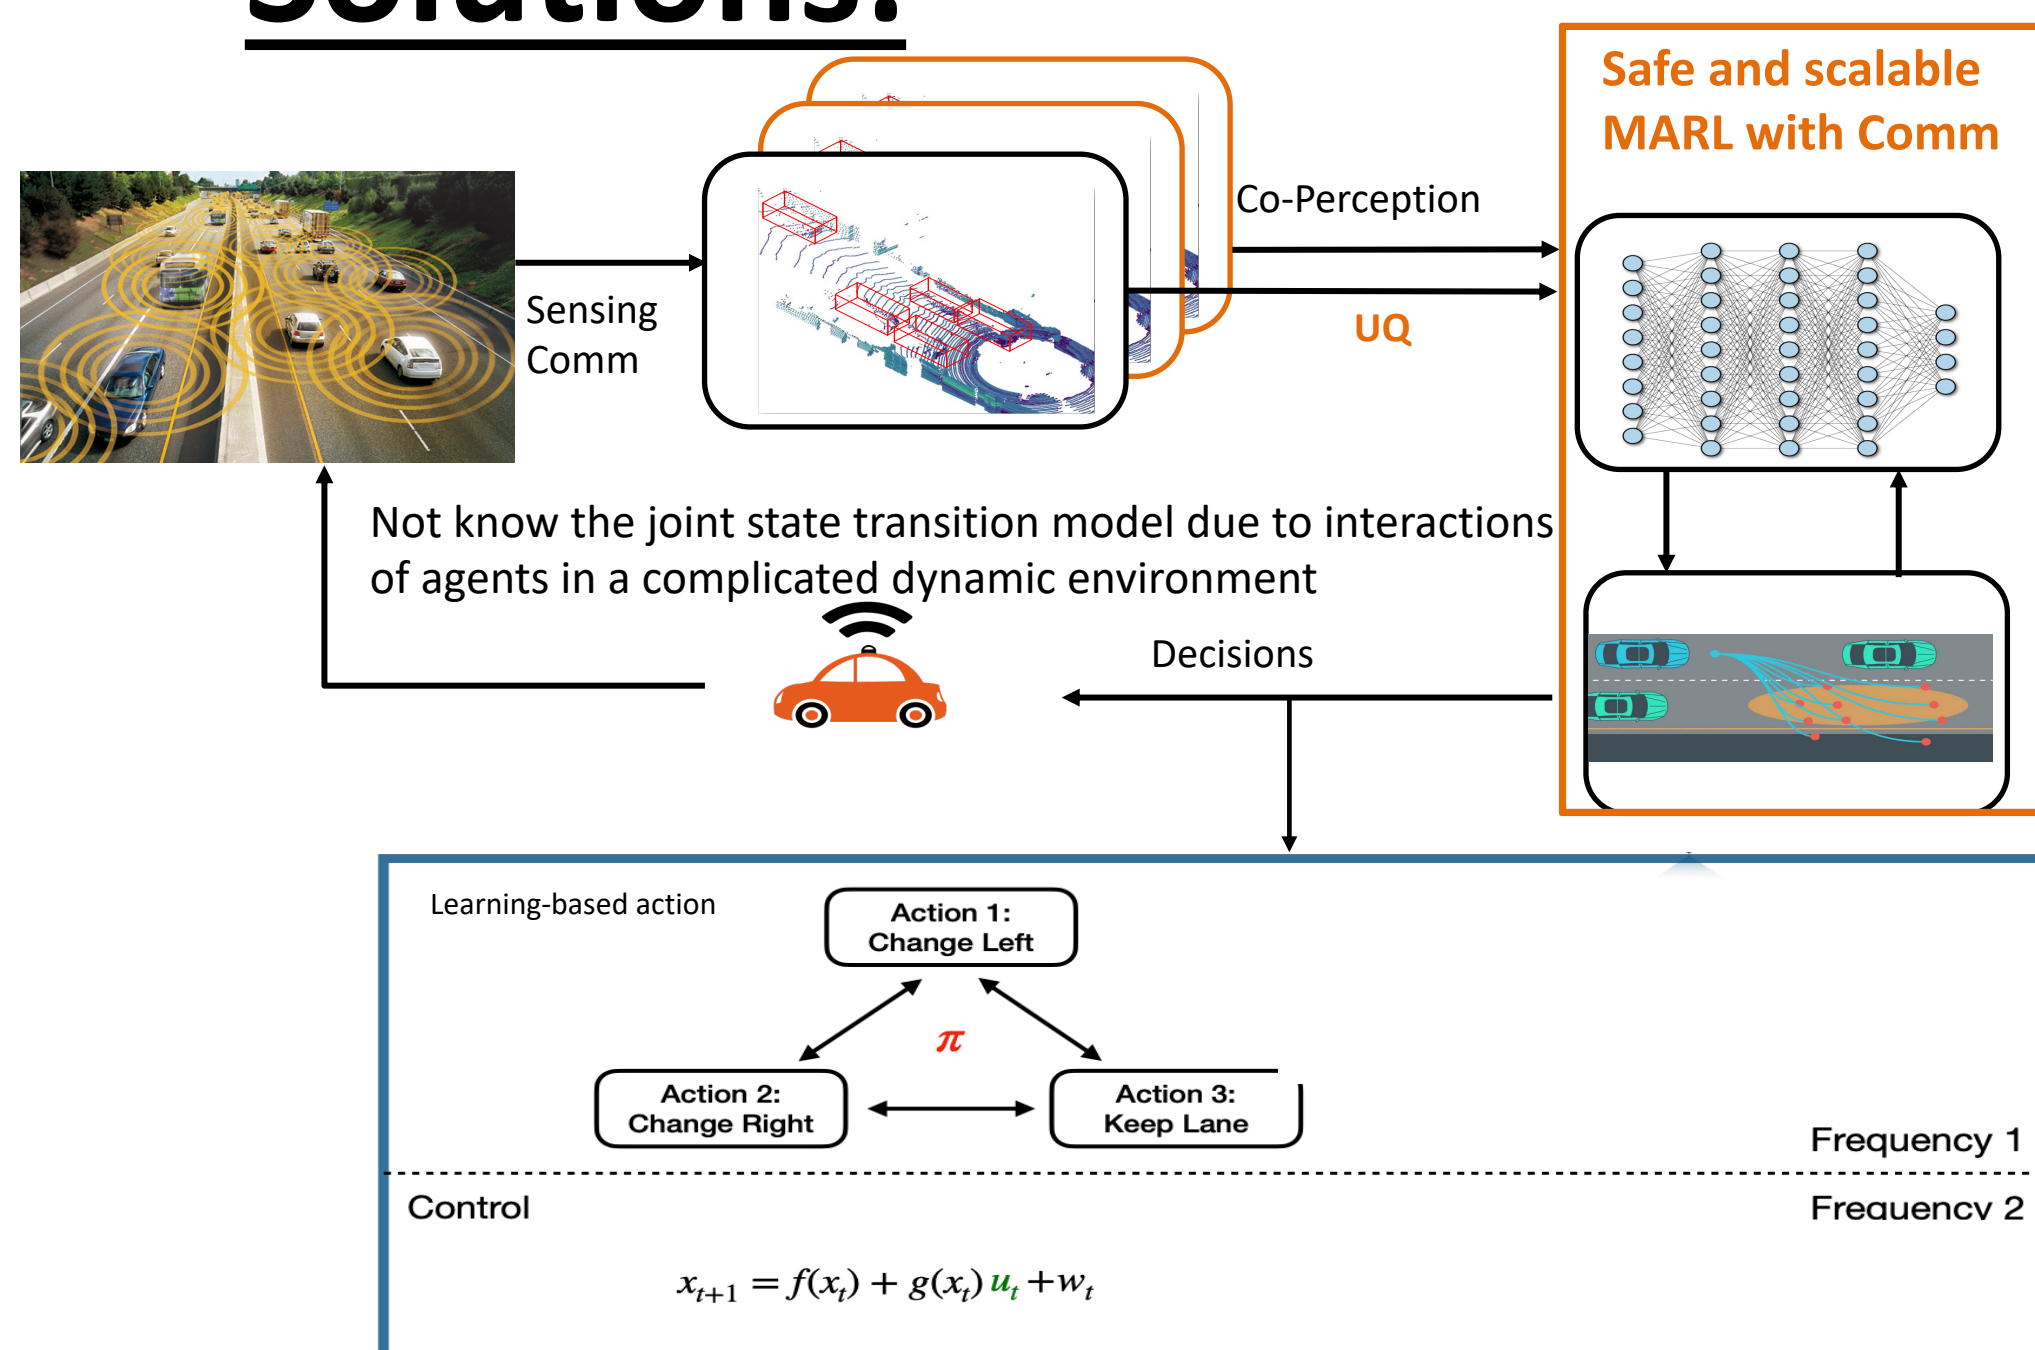 Solutions:
Safe and scalable
MARL with Comm
Sensing
Comm
Co-Perception
UQ
Not know the joint state transition model due to interactions
of agents in a complicated dynamic environment
Decisions
Learning-based action
Action 1:
Change Left
π
Action 2:
Change Right
Action 3:
Keep Lane
Frequency 1
Control
Frequency 2
x_{t+1} = f(x_t) + g(x_t) u_t + w_t